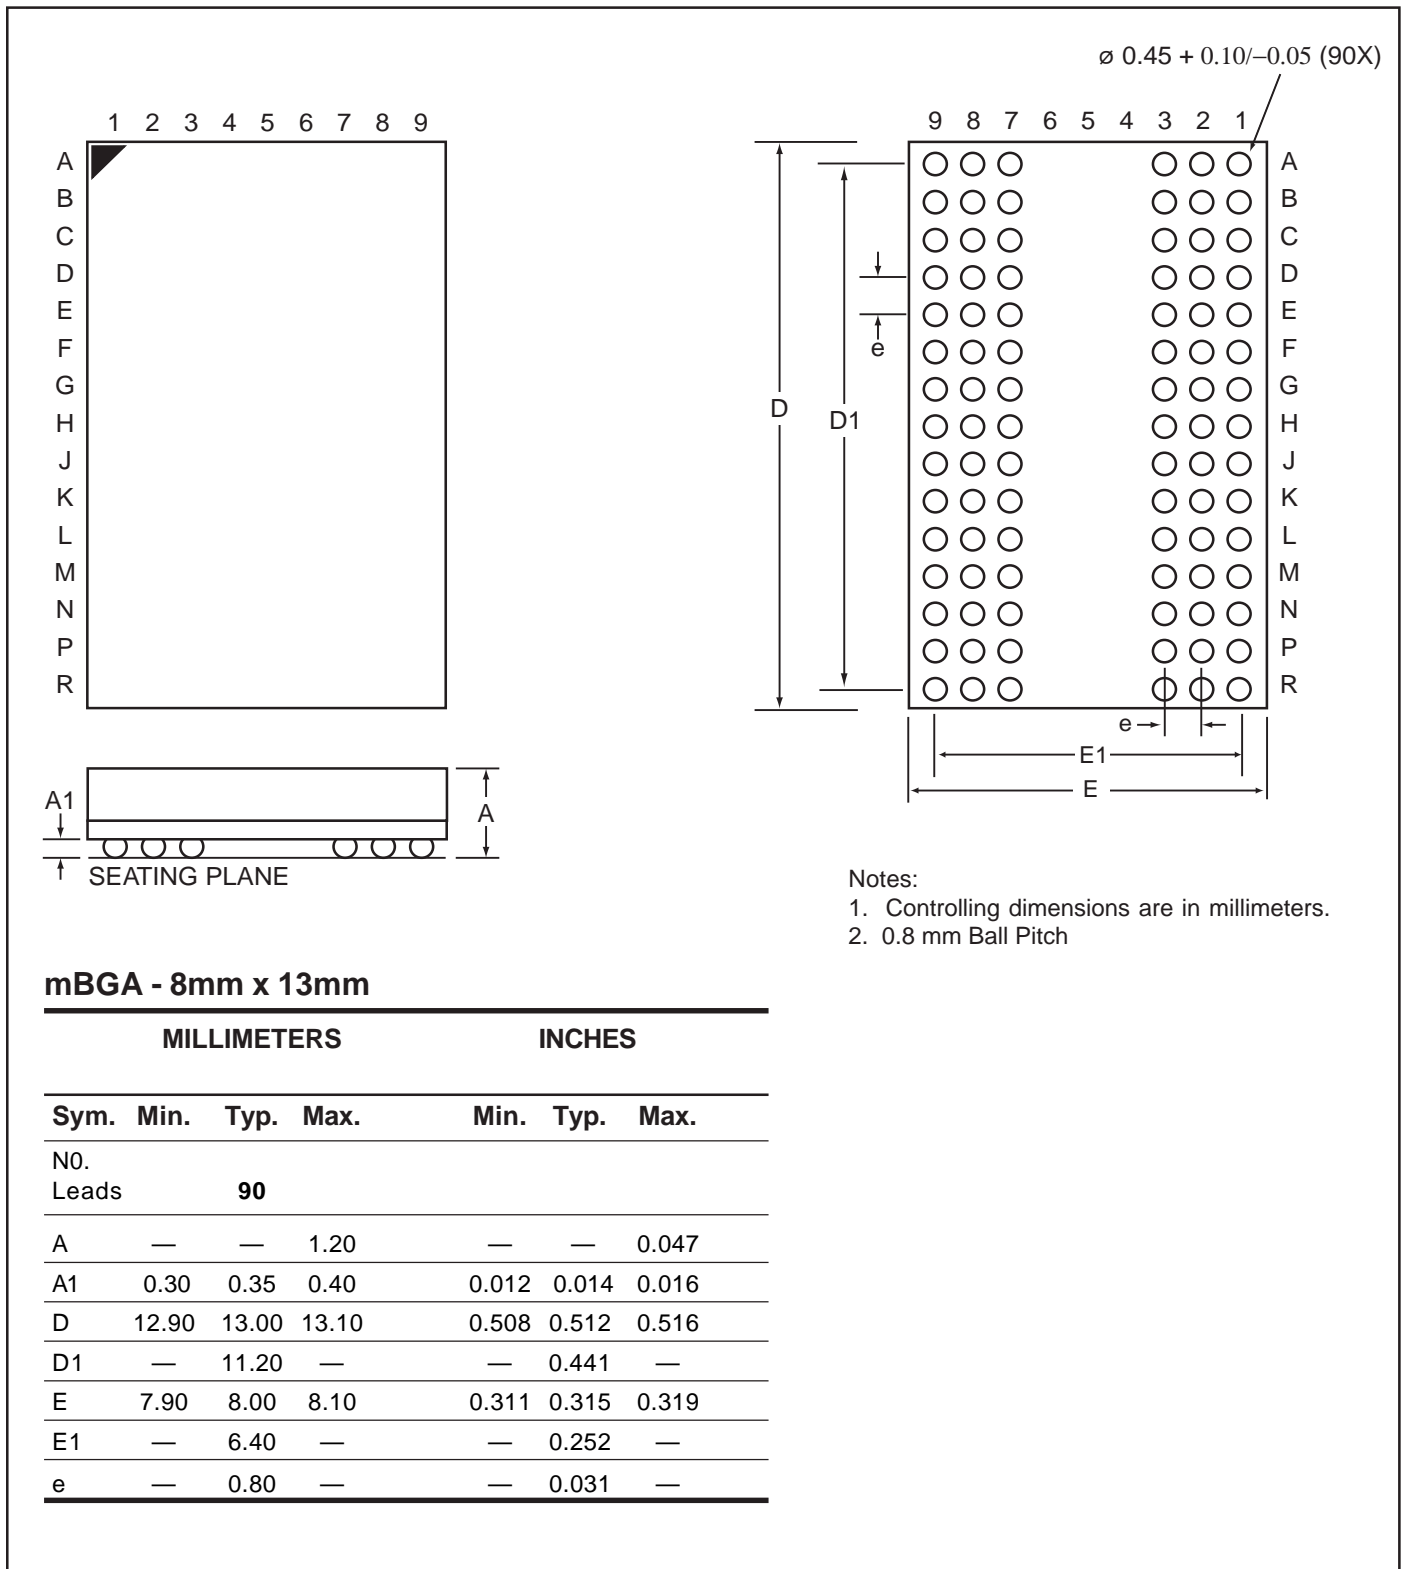 ø 0.45 + 0.10/–0.05 (90X)
1 2 3 4 5 6 7 8 9
A
B
C
D
E
F
G
H
J
K
L
M
N
P
R
9 8 7 6 5 4 3 2 1
A
B
C
D
E
F
G
H
J
K
L
M
N
P
R
e
D
D1
e
E1
E
A1
A
SEATING PLANE
Notes:
1. Controlling dimensions are in millimeters.
2. 0.8 mm Ball Pitch
mBGA - 8mm x 13mm
MILLIMETERS INCHES
Sym. Min. Typ. Max. Min. Typ. Max.
N0.
Leads 90
A — — 1.20 — — 0.047
A1 0.30 0.35 0.40 0.012 0.014 0.016
D 12.90 13.00 13.10 0.508 0.512 0.516
D1 — 11.20 — — 0.441 —
E 7.90 8.00 8.10 0.311 0.315 0.319
E1 — 6.40 — — 0.252 —
e — 0.80 — — 0.031 —